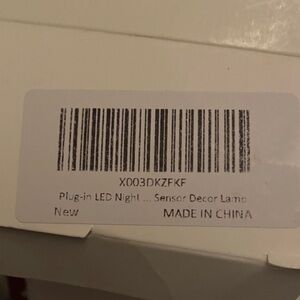 X003DKZFKF
Plug-in LED Night ... Sensor Decor Lamp
New MADE IN CHINA